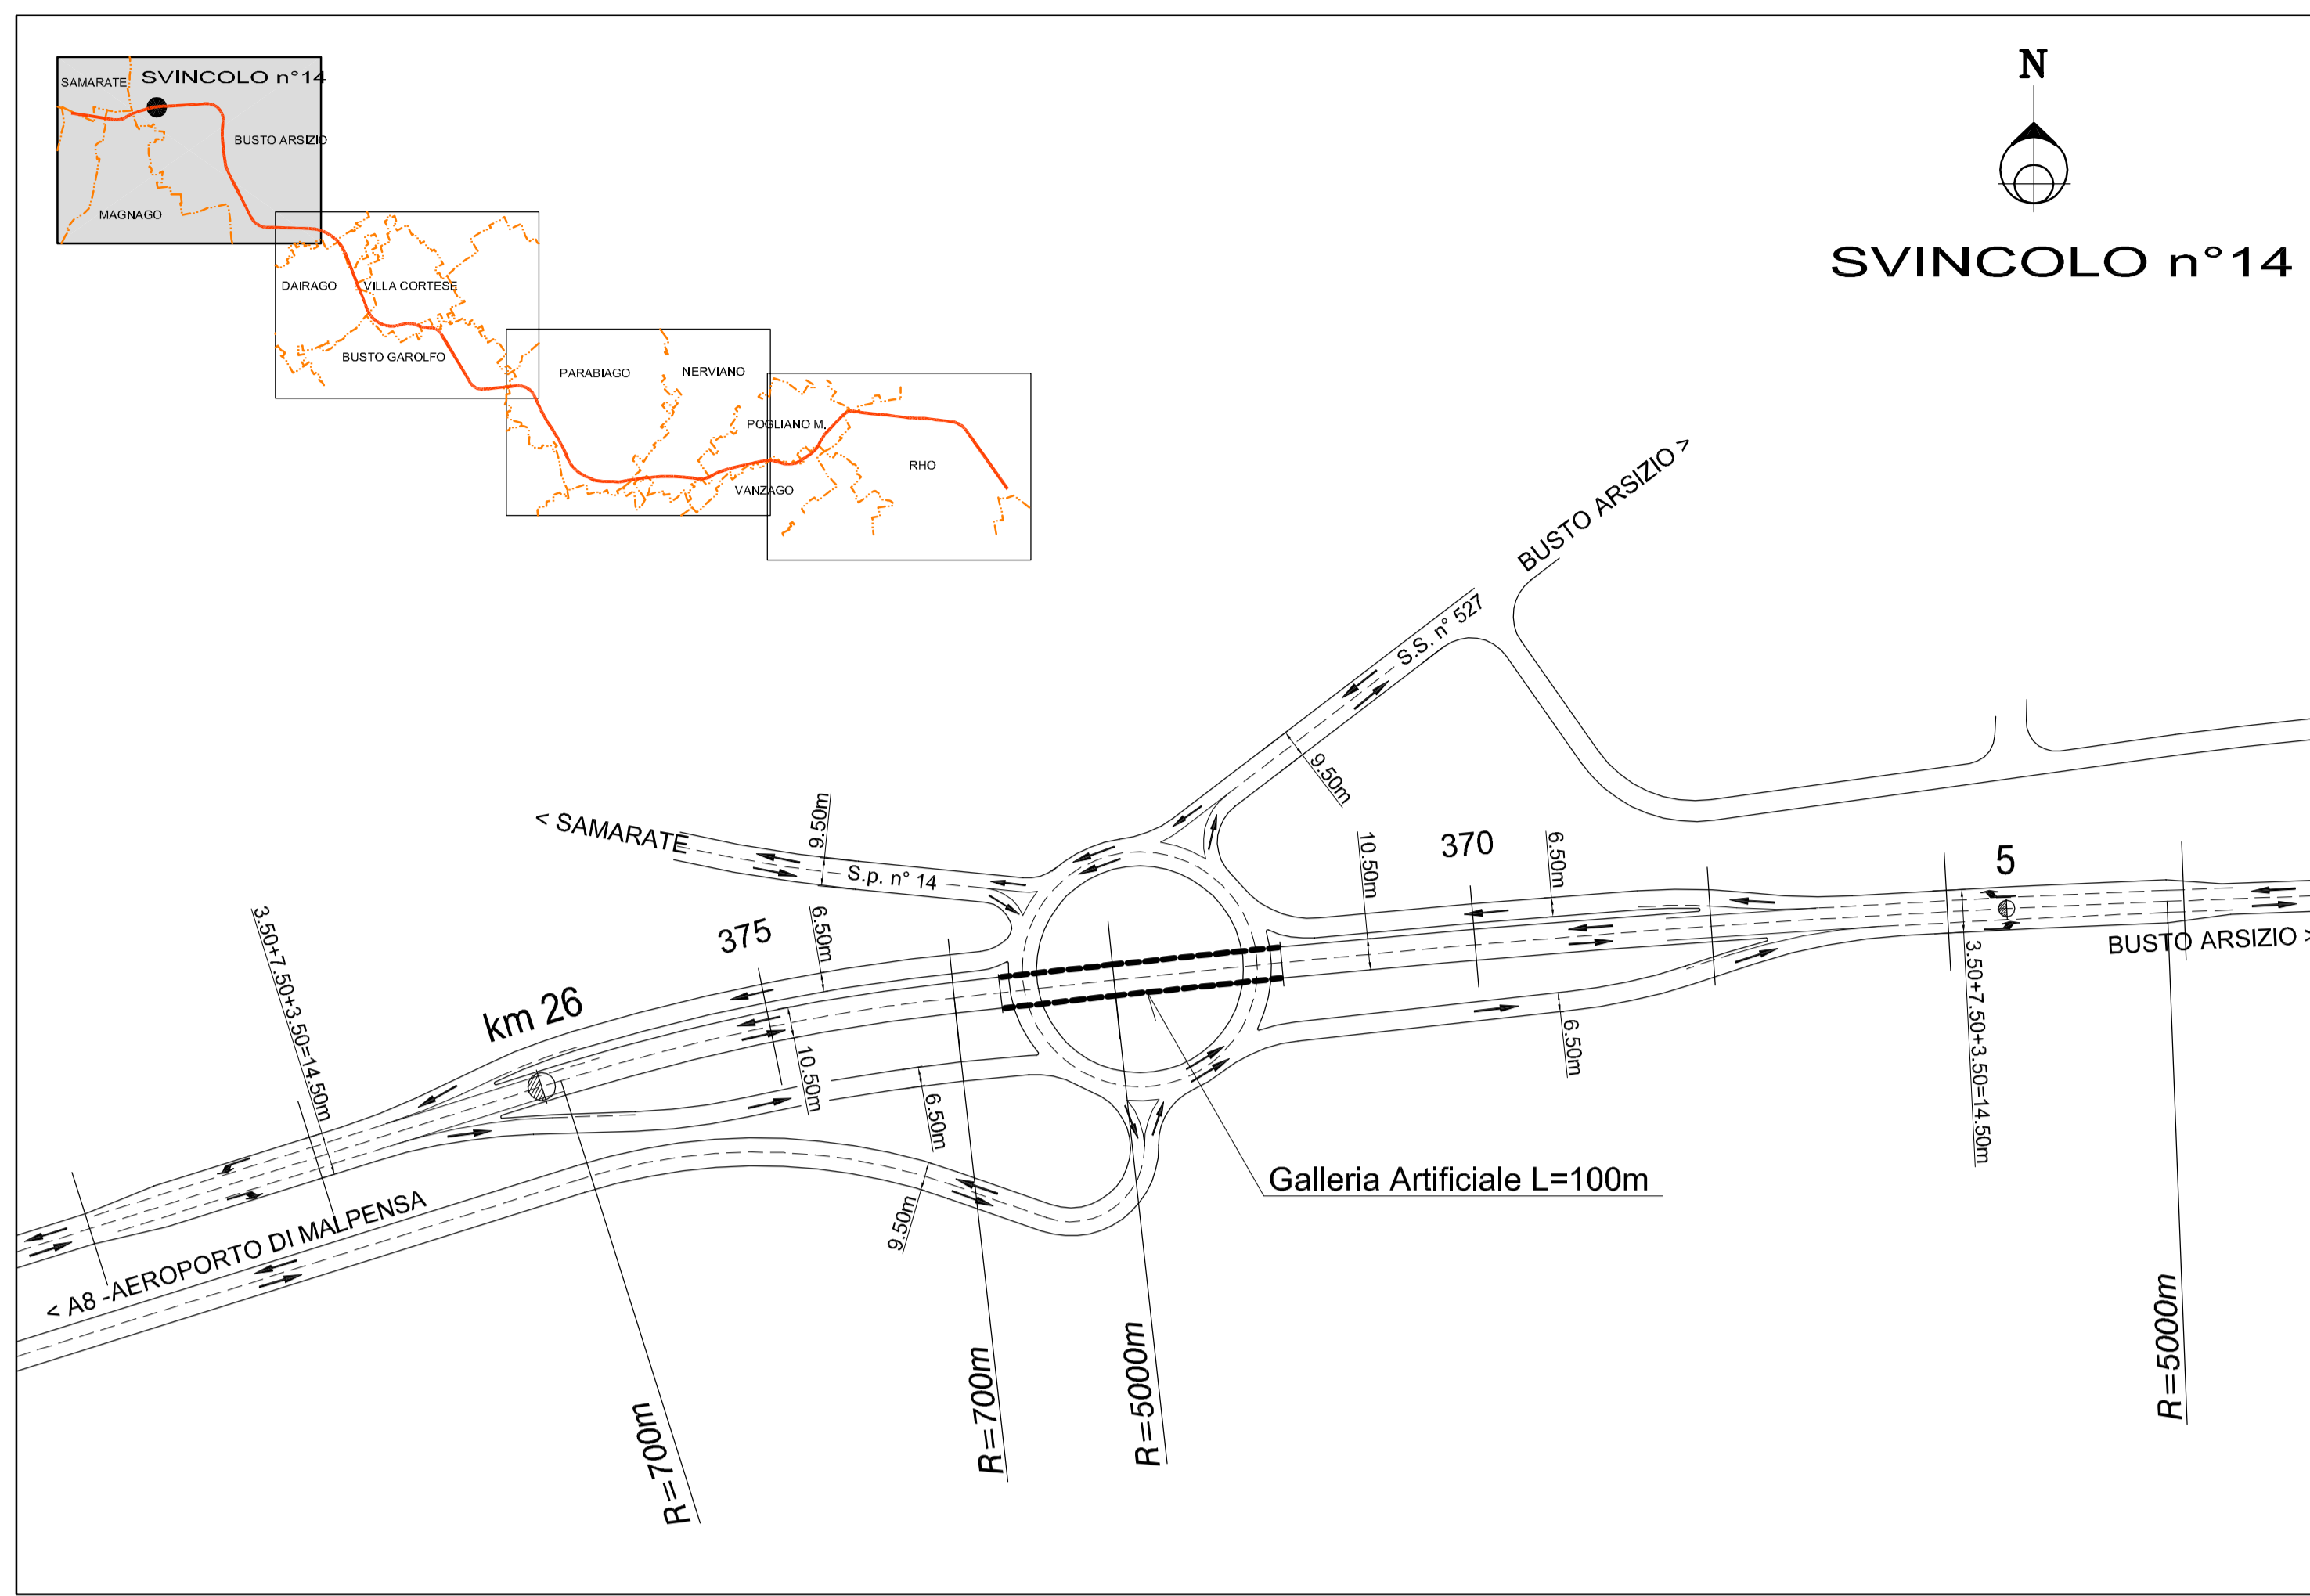 SAMARATE
SVINCOLO n°14
BUSTO ARSIZIO
MAGNAGO
DAIRAGO
VILLA CORTESE
BUSTO GAROLFO
PARABIAGO
NERVIANO
POGLIANO M.
VANZAGO
RHO
N
SVINCOLO n°14
BUSTO ARSIZIO >
S.S. n° 527
9.50m
< SAMARATE
9.50m
S.p. n° 14
10.50m
370
6.50m
5
3.50+7.50+3.50=14.50m
375
6.50m
km 26
BUSTO ARSIZIO >
3.50+7.50+3.50=14.50m
10.50m
6.50m
6.50m
9.50m
Galleria Artificiale L=100m
< A8 -AEROPORTO DI MALPENSA
R=700m
R=700m
R=5000m
R=5000m